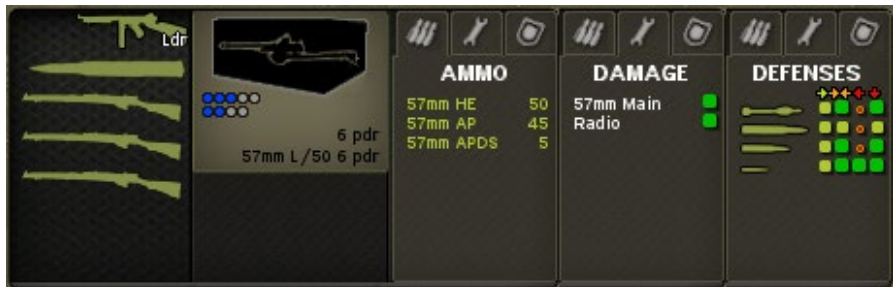 Ldr
6 pdr
57mm L/50 6 pdr
AMMO
57mm HE 50
57mm AP 45
57mm APDS 5
DAMAGE
57mm Main
Radio
DEFENSES